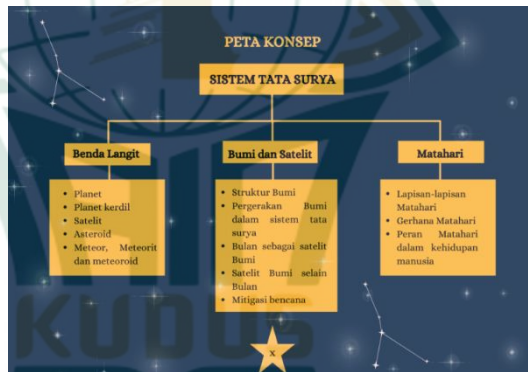 PETA KONSEP
SISTEM TATA SURYA
Benda Langit
• Planet
• Planet kerdil
• Satelit
• Asteroid
• Meteor, Meteorit
dan meteoroid
Bumi dan Satelit
• Struktur Bumi
• Pergerakan Bumi
dalam sistem tata
surya
• Bulan sebagai satelit
Bumi
• Satelit Bumi selain
Bulan
• Mitigasi bencana
Matahari
• Lapisan-lapisan
Matahari
• Gerhana Matahari
• Peran Matahari
dalam kehidupan
manusia
KUDUS
x